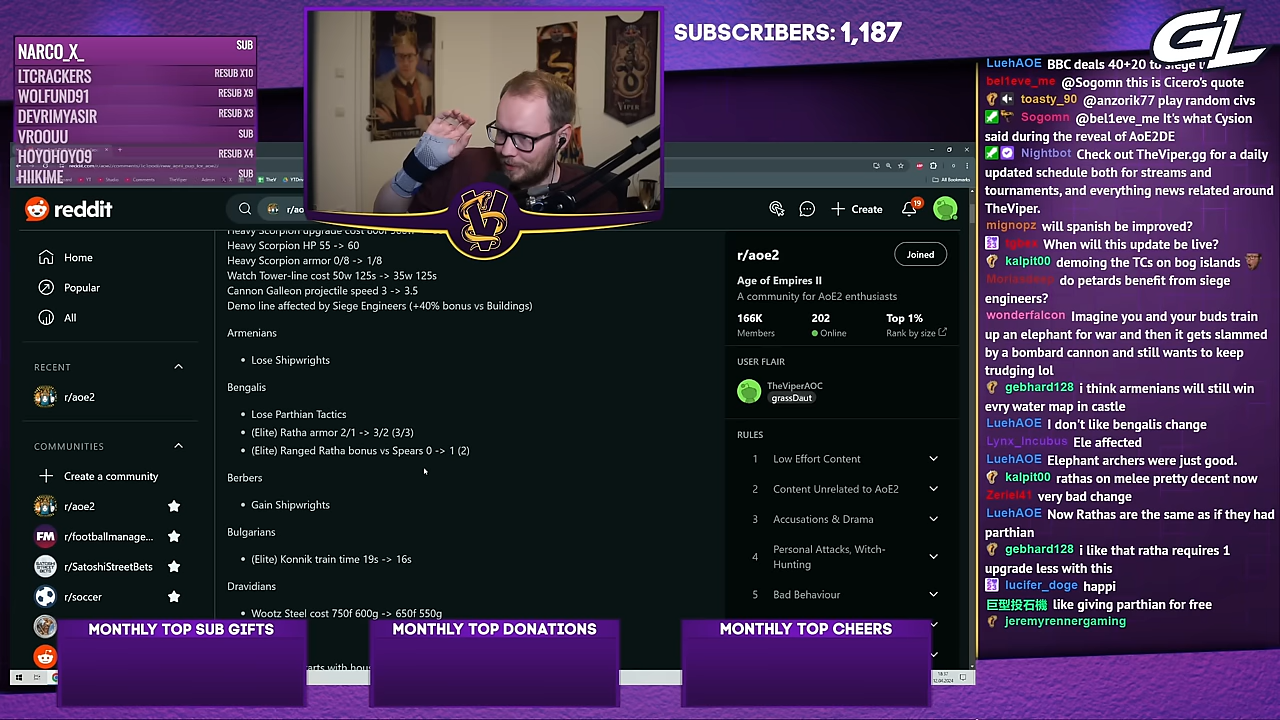 SUBSCRIBERS: 1,187
GL
NARCO_X_ SUB
LTCRACKERS RESUB X10
WOLFUND91 RESUB X9
DEVRIMYASIR RESUB X3
VROOUU SUB
HOYOHOYO9 RESUB X4
HIIKIME SUB
VIPER
All Bookmarks
reddit
r/ao
Create
19
Home
Popular
All
RECENT
r/aoe2
COMMUNITIES
Create a community
r/aoe2
r/footballmanage...
r/SatoshiStreetBets
r/soccer
Heavy Scorpion upgrade cost
Heavy Scorpion HP 55 -> 60
Heavy Scorpion armor 0/8 -> 1/8
Watch Tower-line cost 50w 125s -> 35w 125s
Cannon Galleon projectile speed 3 -> 3.5
Demo line affected by Siege Engineers (+40% bonus vs Buildings)
Armenians
• Lose Shipwrights
Bengalis
• Lose Parthian Tactics
• (Elite) Ratha armor 2/1 -> 3/2 (3/3)
• (Elite) Ranged Ratha bonus vs Spears 0 -> 1 (2)
Berbers
• Gain Shipwrights
Bulgarians
• (Elite) Konnik train time 19s -> 16s
Dravidians
• Wootz Steel cost 750f 600g -> 650f 550g
r/aoe2
Joined
Age of Empires II
A community for AoE2 enthusiasts
166K 202 Top 1%
Members Online Rank by size
USER FLAIR
TheViperAOC
grassDaut
RULES
1 Low Effort Content
2 Content Unrelated to AoE2
3 Accusations & Drama
4 Personal Attacks, Witch-
Hunting
5 Bad Behaviour
MONTHLY TOP SUB GIFTS
MONTHLY TOP DONATIONS
MONTHLY TOP CHEERS
LuehAOE BBC deals 40+20 to siege
bel1eve_me @Sogomn this is Cicero's quote
toasty_90 @anzorik77 play random civs
Sogomn @bel1eve_me It's what Cysion
said during the reveal of AoE2DE
Nightbot Check out TheViper.gg for a daily
updated schedule both for streams and
tournaments, and everything news related around
TheViper.
mignopz will spanish be improved?
When will this update be live?
kalpit00 demoing the TCs on bog islands
do petards benefit from siege
engineers?
wonderfalcon Imagine you and your buds train
up an elephant for war and then it gets slammed
by a bombard cannon and still wants to keep
trudging lol
gebhard128 i think armenians will still win
evry water map in castle
LuehAOE I don't like bengalis change
Lynx_Incubus Ele affected
LuehAOE Elephant archers were just good.
kalpit00 rathas on melee pretty decent now
Zeriel41 very bad change
LuehAOE Now Rathas are the same as if they had
parthian
gebhard128 i like that ratha requires 1
upgrade less with this
lucifer_doge happi
巨型投石機 like giving parthian for free
jeremyrennergaming